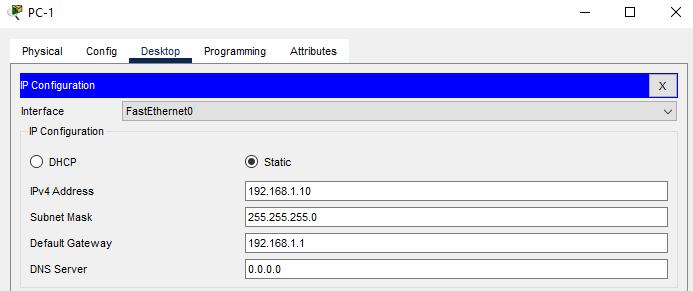 PC-1
Physical Config Desktop Programming Attributes
IP Configuration X
Interface FastEthernet0
IP Configuration
DHCP Static
IPv4 Address 192.168.1.10
Subnet Mask 255.255.255.0
Default Gateway 192.168.1.1
DNS Server 0.0.0.0